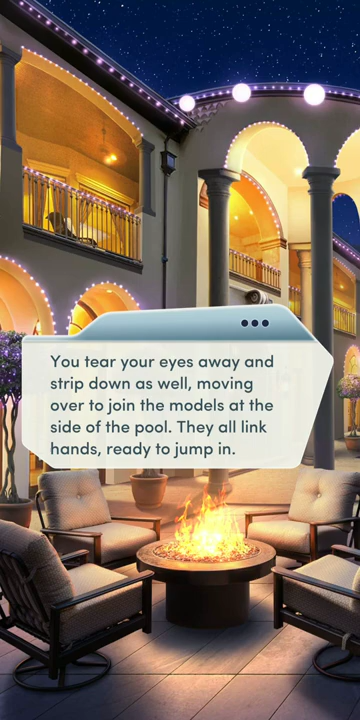 You tear your eyes away and
strip down as well, moving
over to join the models at the
side of the pool. They all link
hands, ready to jump in.